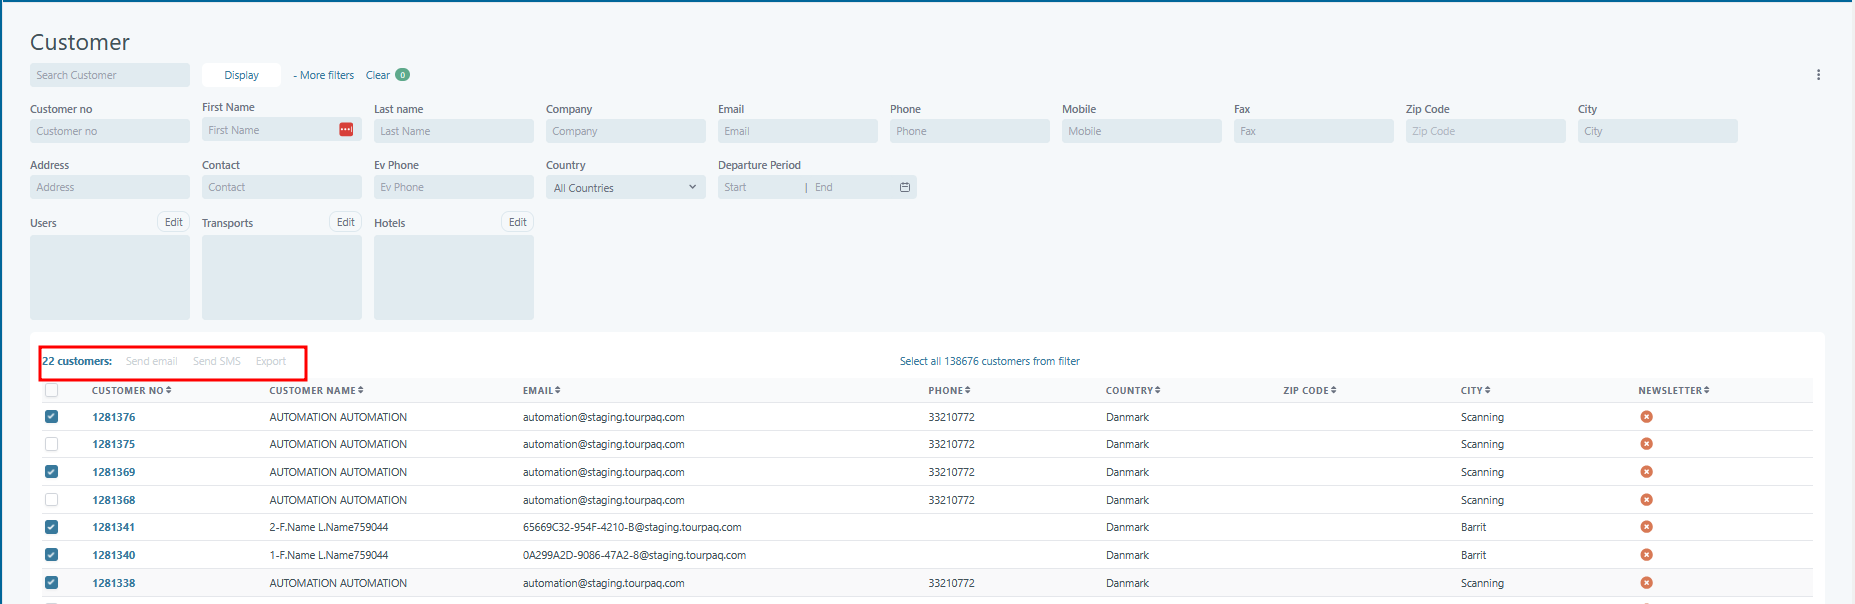 Customer
Search Customer Display - More filters Clear 0
Customer no First Name Last name Company Email Phone Mobile Fax Zip Code City
Customer no First Name Last Name Company Email Phone Mobile Fax Zip Code City
Address Contact Ev Phone Country Departure Period
Address Contact Ev Phone All Countries Start | End
Users Edit Transports Edit Hotels Edit
22 customers: Send email Send SMS Export Select all 138676 customers from filter
CUSTOMER NO CUSTOMER NAME EMAIL PHONE COUNTRY ZIP CODE CITY NEWSLETTER
1281376 AUTOMATION AUTOMATION automation@staging.tourpaq.com 33210772 Danmark Scanning
1281375 AUTOMATION AUTOMATION automation@staging.tourpaq.com 33210772 Danmark Scanning
1281369 AUTOMATION AUTOMATION automation@staging.tourpaq.com 33210772 Danmark Scanning
1281368 AUTOMATION AUTOMATION automation@staging.tourpaq.com 33210772 Danmark Scanning
1281341 2-F.Name L.Name759044 65669C32-954F-4210-B@staging.tourpaq.com Danmark Barrit
1281340 1-F.Name L.Name759044 0A299A2D-9086-47A2-8@staging.tourpaq.com Danmark Barrit
1281338 AUTOMATION AUTOMATION automation@staging.tourpaq.com 33210772 Danmark Scanning